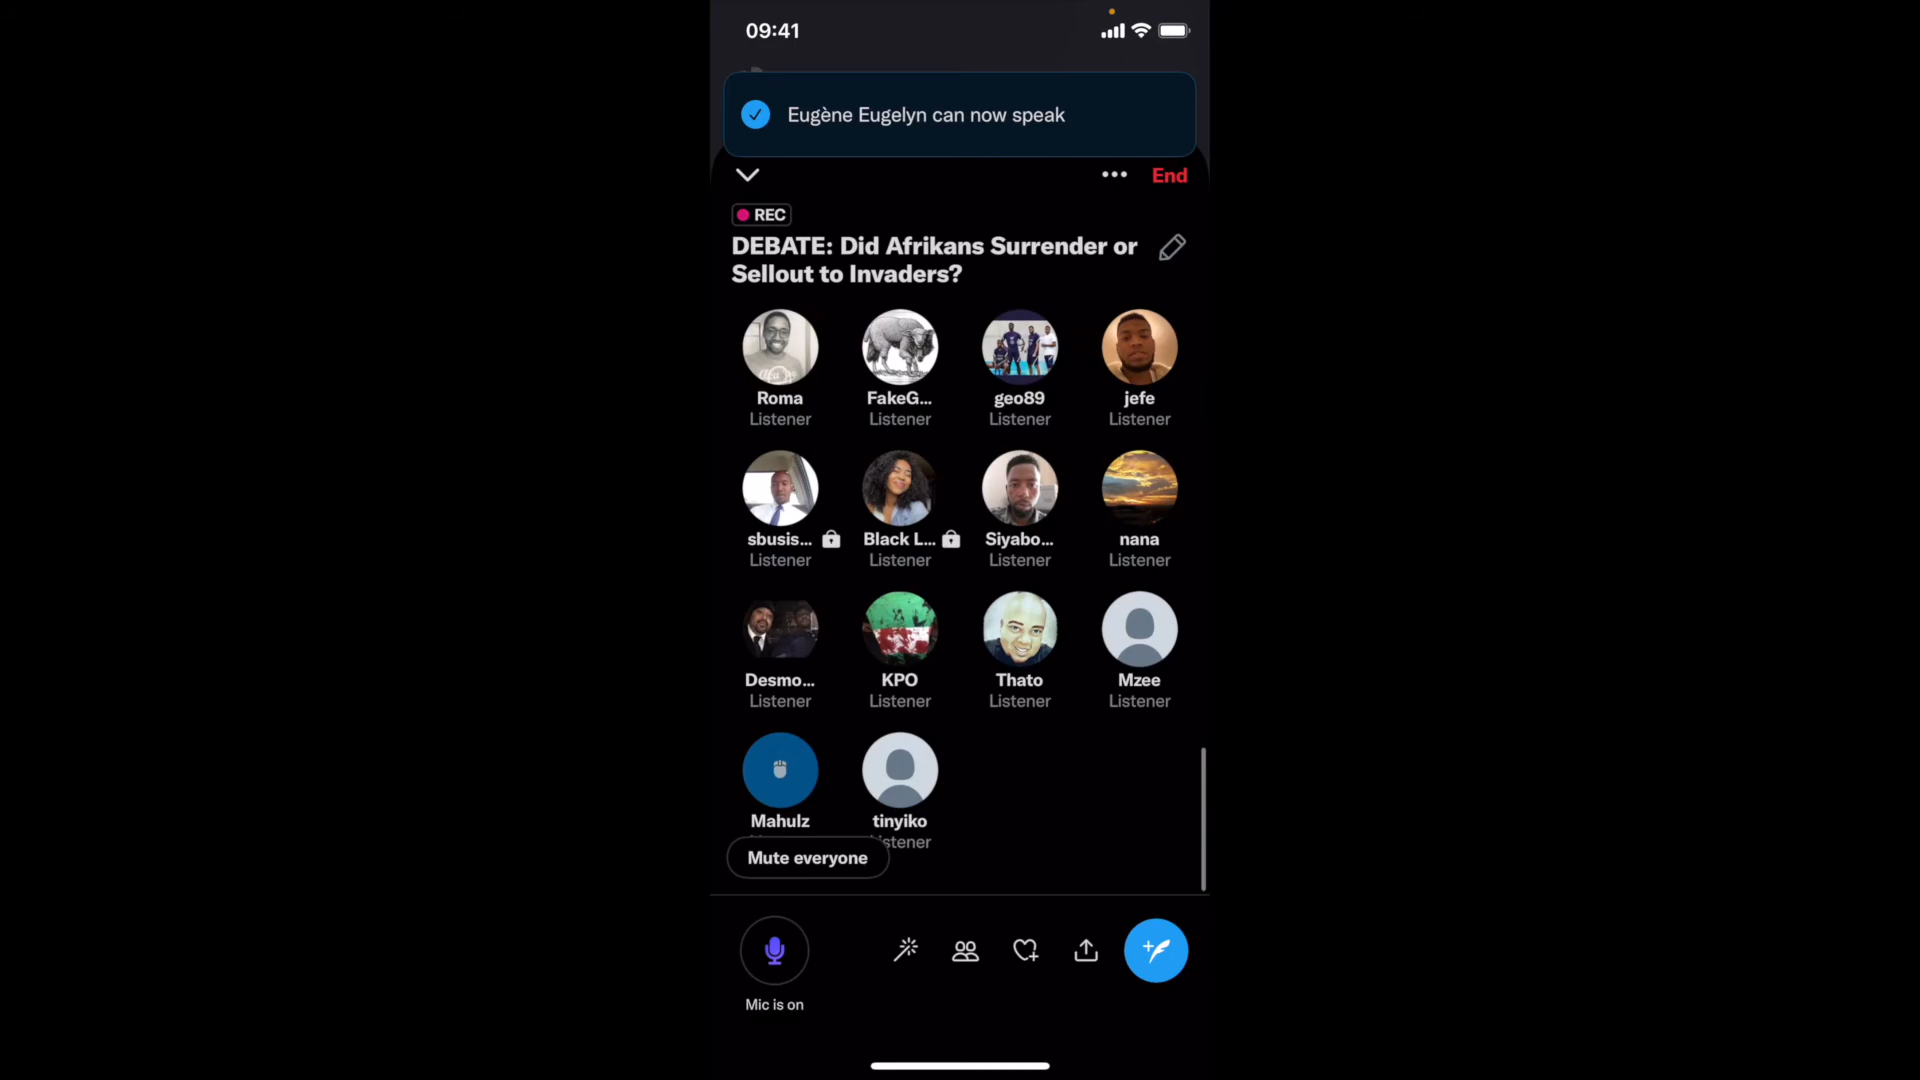 09:41
Eugène Eugelyn can now speak
End
REC
DEBATE: Did Afrikans Surrender or
Sellout to Invaders?
Roma FakeG... geo89 jefe
Listener Listener Listener Listener
sbusis... Black L... Siyabo... nana
Listener Listener Listener Listener
Desmo... KPO Thato Mzee
Listener Listener Listener Listener
Mahulz tinyiko
stener
Mute everyone
Mic is on